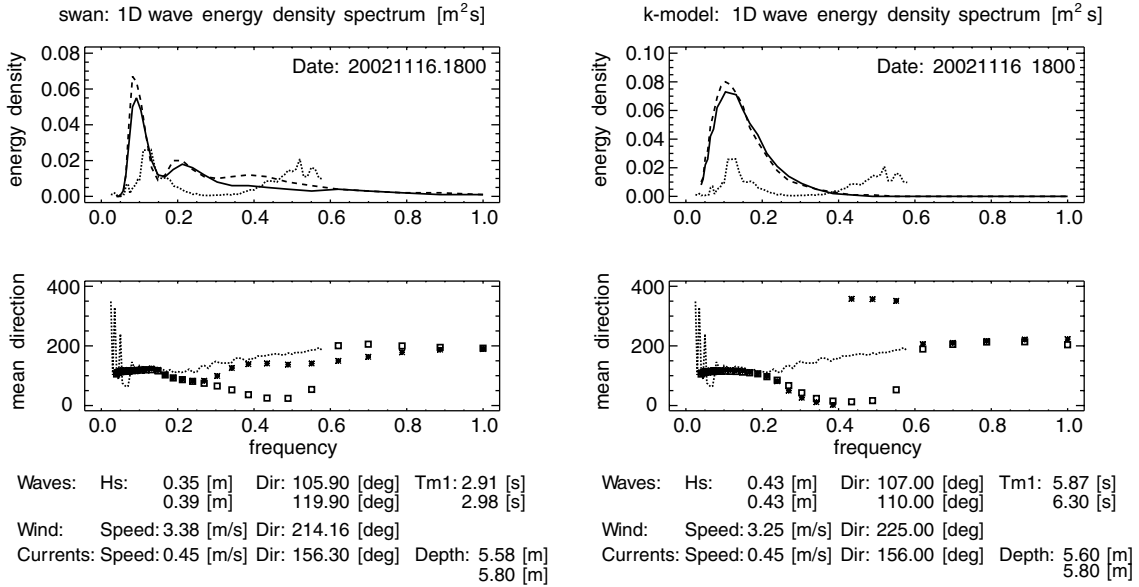 swan: 1D wave energy density spectrum [m²s]
Date: 20021116.1800
energy density
0.08
0.06
0.04
0.02
0.00
0.0 0.2 0.4 0.6 0.8 1.0
mean direction
400
200
0
0.0 0.2 0.4 0.6 0.8 1.0
frequency
Waves: Hs: 0.35 [m] Dir: 105.90 [deg] Tm1: 2.91 [s]
0.39 [m] 119.90 [deg] 2.98 [s]
Wind: Speed: 3.38 [m/s] Dir: 214.16 [deg]
Currents: Speed: 0.45 [m/s] Dir: 156.30 [deg] Depth: 5.58 [m]
5.80 [m]
k-model: 1D wave energy density spectrum [m²s]
Date: 20021116 1800
energy density
0.10
0.08
0.06
0.04
0.02
0.00
0.0 0.2 0.4 0.6 0.8 1.0
mean direction
400
200
0
0.0 0.2 0.4 0.6 0.8 1.0
frequency
Waves: Hs: 0.43 [m] Dir: 107.00 [deg] Tm1: 5.87 [s]
0.43 [m] 110.00 [deg] 6.30 [s]
Wind: Speed: 3.25 [m/s] Dir: 225.00 [deg]
Currents: Speed: 0.45 [m/s] Dir: 156.00 [deg] Depth: 5.60 [m]
5.80 [m]